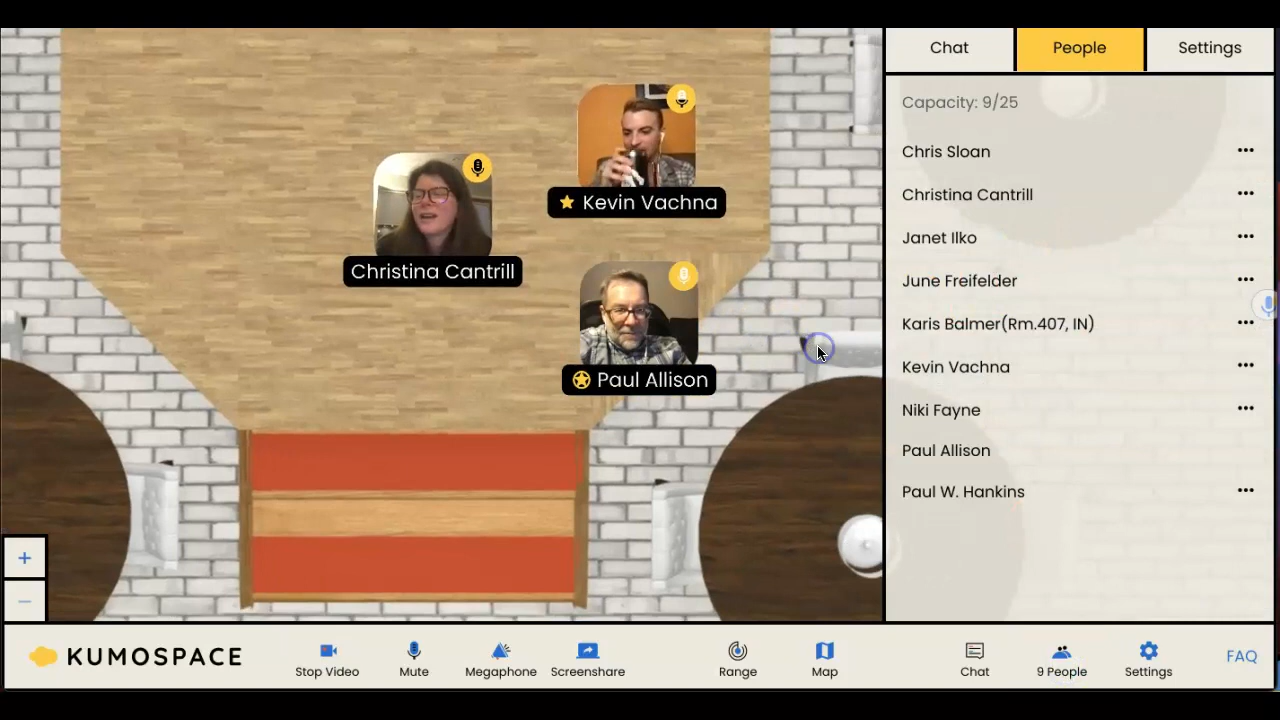 Chat
People
Settings
Capacity: 9/25
Chris Sloan
Christina Cantrill
Janet Ilko
June Freifelder
Karis Balmer(Rm.407, IN)
Kevin Vachna
Niki Fayne
Paul Allison
Paul W. Hankins
Kevin Vachna
Christina Cantrill
Paul Allison
+
−
KUMOSPACE
Stop Video
Mute
Megaphone
Screenshare
Range
Map
Chat
9 People
Settings
FAQ